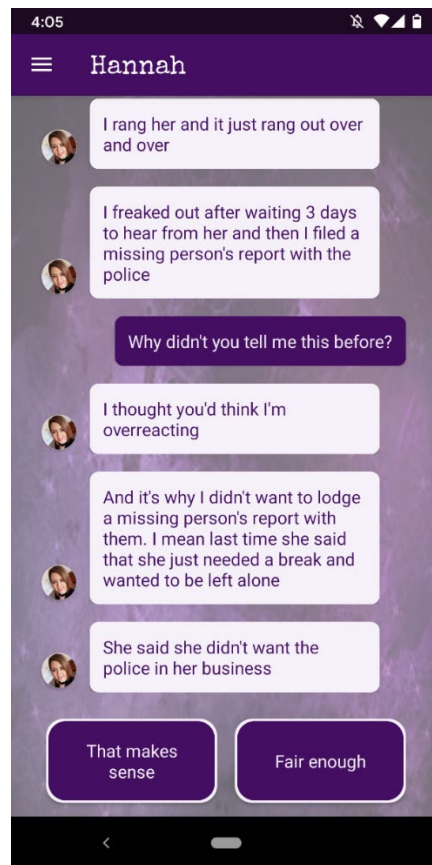 4:05
Hannah
I rang her and it just rang out over
and over
I freaked out after waiting 3 days
to hear from her and then I filed a
missing person's report with the
police
Why didn't you tell me this before?
I thought you'd think I'm
overreacting
And it's why I didn't want to lodge
a missing person's report with
them. I mean last time she said
that she just needed a break and
wanted to be left alone
She said she didn't want the
police in her business
That makes
sense
Fair enough